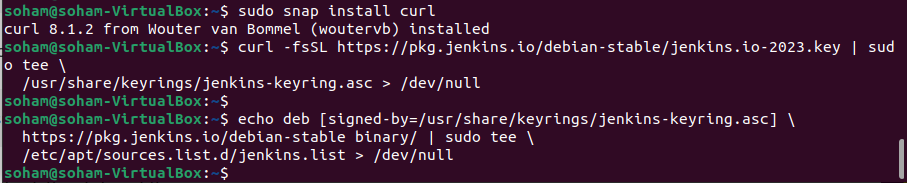 soham@soham-VirtualBox:~$ sudo snap install curl
curl 8.1.2 from Wouter van Bommel (woutervb) installed
soham@soham-VirtualBox:~$ curl -fsSL https://pkg.jenkins.io/debian-stable/jenkins.io-2023.key | sud
o tee \
  /usr/share/keyrings/jenkins-keyring.asc > /dev/null
soham@soham-VirtualBox:~$
soham@soham-VirtualBox:~$ echo deb [signed-by=/usr/share/keyrings/jenkins-keyring.asc] \
  https://pkg.jenkins.io/debian-stable binary/ | sudo tee \
  /etc/apt/sources.list.d/jenkins.list > /dev/null
soham@soham-VirtualBox:~$